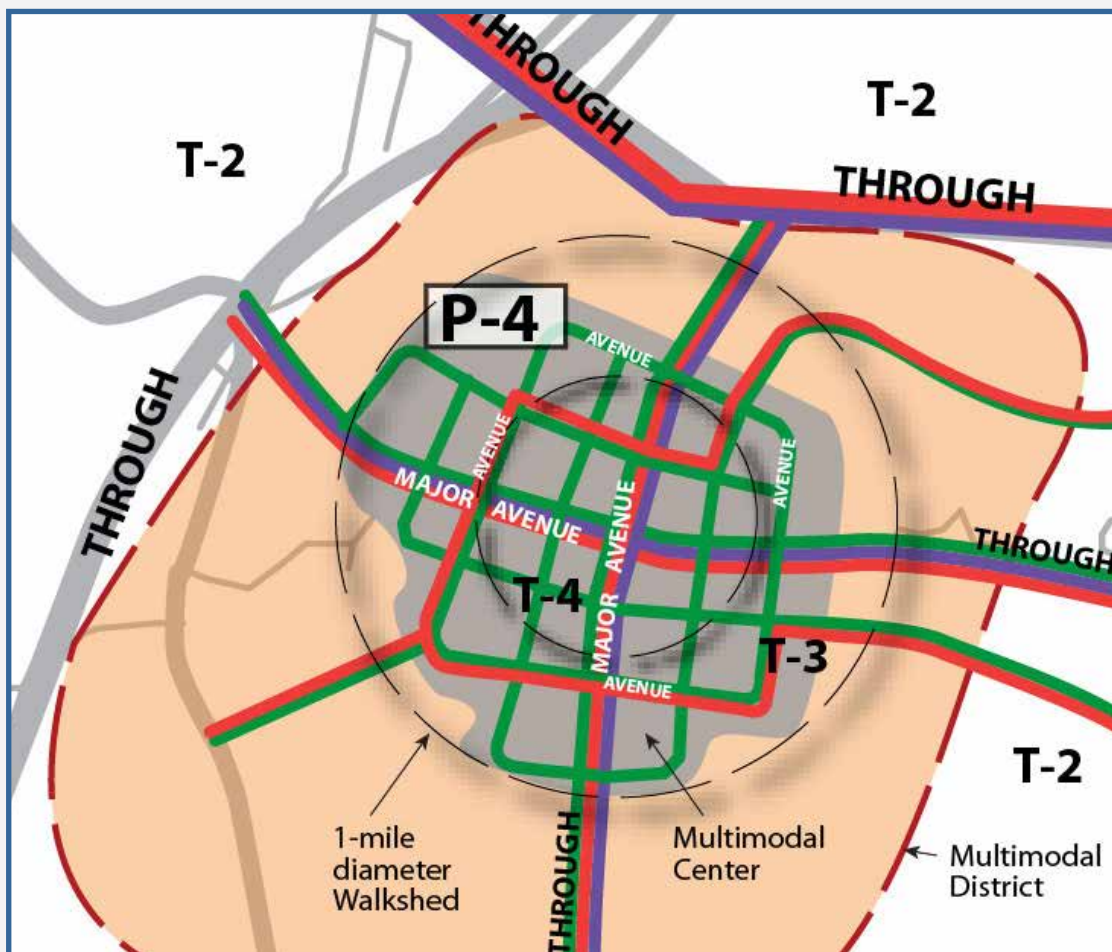 THROUGH
T-2
T-2
THROUGH
P-4
AVENUE
THROUGH
AVENUE
AVENUE
MAJOR AVENUE
MAJOR AVENUE
THROUGH
T-4
T-3
AVENUE
T-2
THROUGH
1-mile
diameter
Walkshed
Multimodal
Center
Multimodal
District